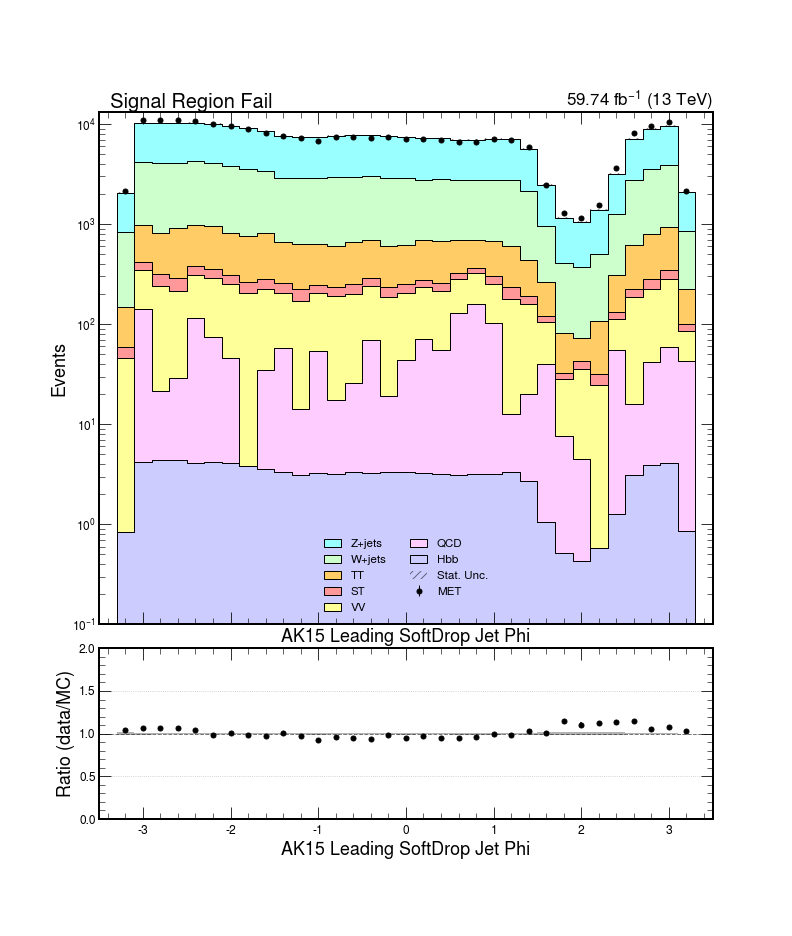 Signal Region Fail 59.74 fb⁻¹ (13 TeV)
10⁴
10³
10²
10¹
10⁰
10⁻¹
Events
Z+jets QCD
W+jets Hbb
TT Stat. Unc.
ST MET
VV
AK15 Leading SoftDrop Jet Phi
2.0
1.5
1.0
0.5
0.0
Ratio (data/MC)
-3 -2 -1 0 1 2 3
AK15 Leading SoftDrop Jet Phi